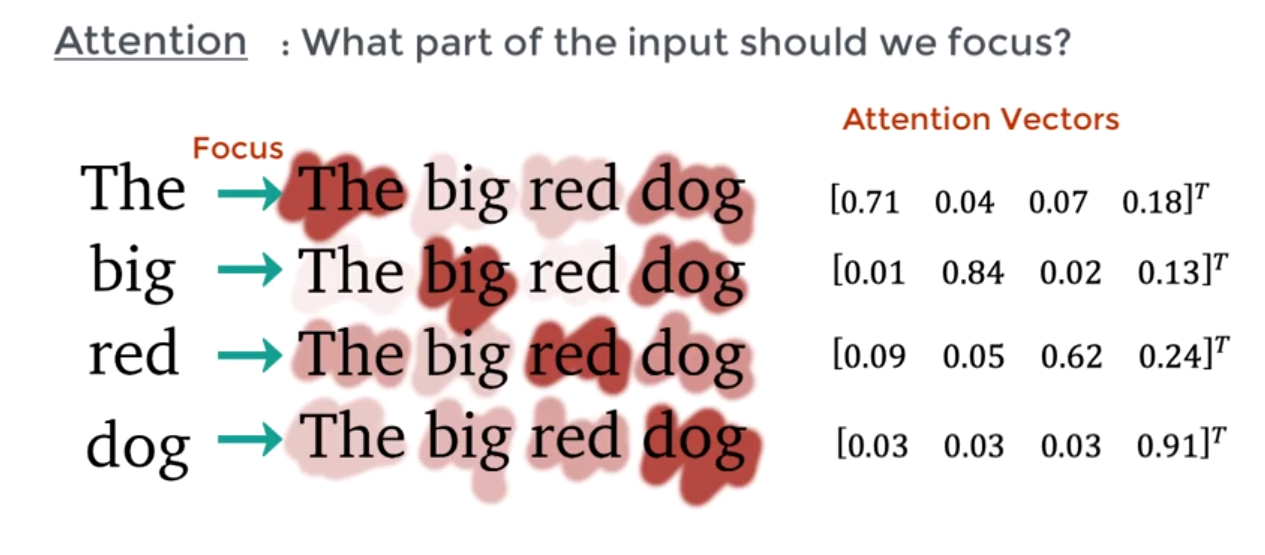 Attention : What part of the input should we focus?
Attention Vectors
Focus
The → The big red dog [0.71 0.04 0.07 0.18]ᵀ
big → The big red dog [0.01 0.84 0.02 0.13]ᵀ
red → The big red dog [0.09 0.05 0.62 0.24]ᵀ
dog → The big red dog [0.03 0.03 0.03 0.91]ᵀ